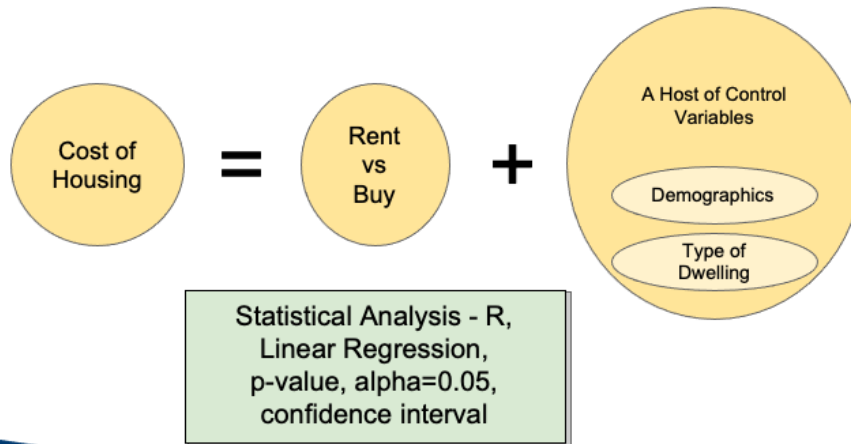 Cost of
Housing
=
Rent
vs
Buy
+
A Host of Control
Variables
Demographics
Type of
Dwelling
Statistical Analysis - R,
Linear Regression,
p-value, alpha=0.05,
confidence interval